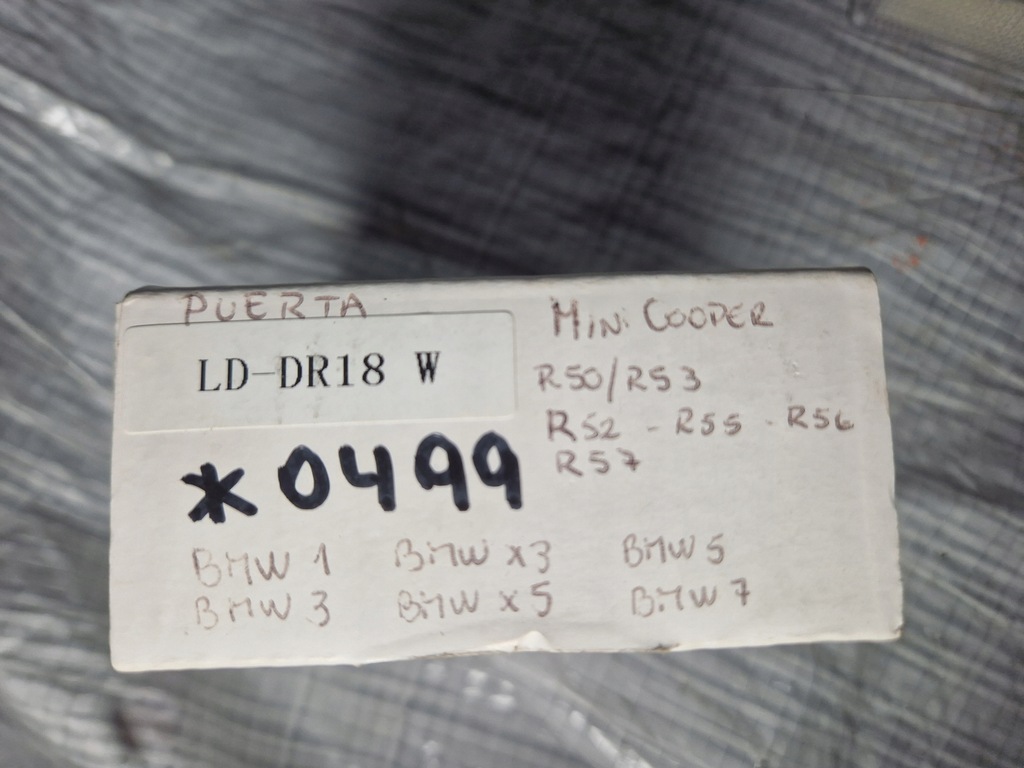 PUERTA
LD-DR18 W
*0499
MINI COOPER
R50/R53
R52 - R55 - R56
R57
BMW 1 BMW X3 BMW 5
BMW 3 BMW X5 BMW 7